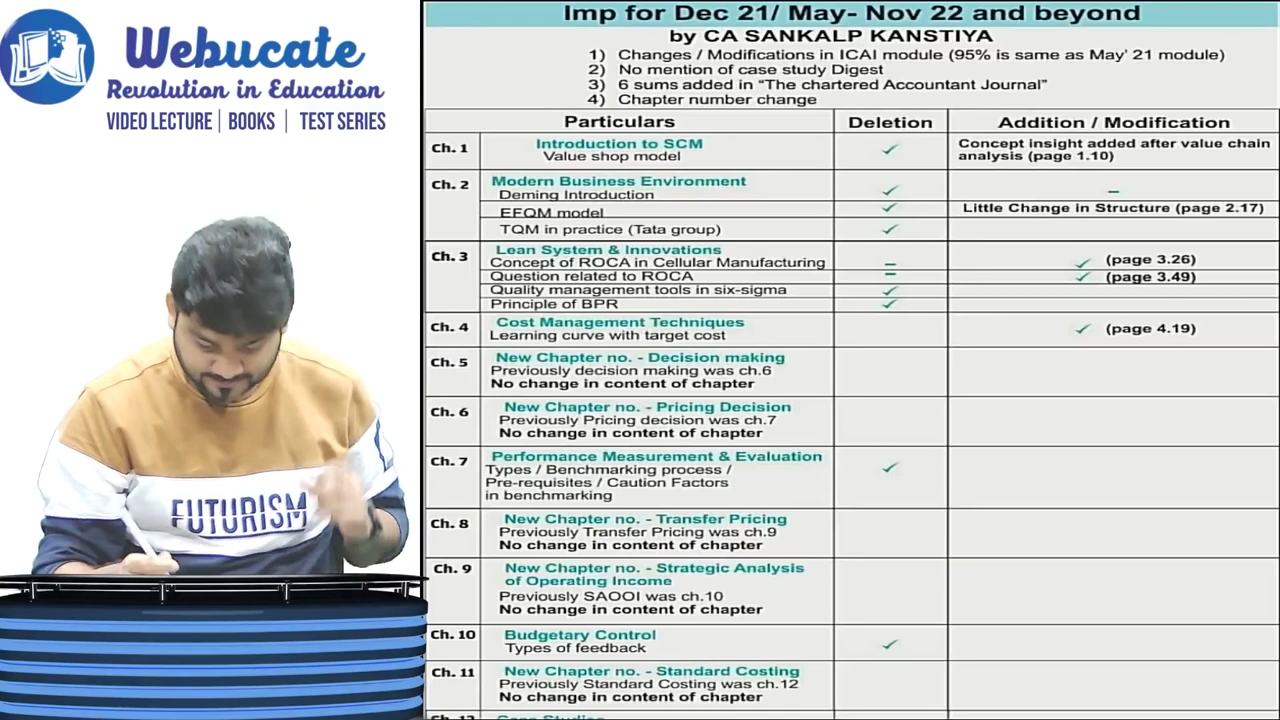 Webucate
Revolution in Education
VIDEO LECTURE | BOOKS | TEST SERIES
FUTURISM
Imp for Dec 21/ May- Nov 22 and beyond
by CA SANKALP KANSTIYA
1) Changes / Modifications in ICAI module (95% is same as May' 21 module)
2) No mention of case study Digest
3) 6 sums added in "The chartered Accountant Journal"
4) Chapter number change
Particulars Deletion Addition / Modification
Ch. 1 Introduction to SCM
Value shop model ✓ Concept insight added after value chain
analysis (page 1.10)
Ch. 2 Modern Business Environment
Deming Introduction ✓ –
EFQM model ✓ Little Change in Structure (page 2.17)
TQM in practice (Tata group) ✓
Ch. 3 Lean System & Innovations
Concept of ROCA in Cellular Manufacturing – ✓ (page 3.26)
Question related to ROCA – ✓ (page 3.49)
Quality management tools in six-sigma ✓
Principle of BPR ✓
Ch. 4 Cost Management Techniques
Learning curve with target cost ✓ (page 4.19)
Ch. 5 New Chapter no. - Decision making
Previously decision making was ch.6
No change in content of chapter
Ch. 6 New Chapter no. - Pricing Decision
Previously Pricing decision was ch.7
No change in content of chapter
Ch. 7 Performance Measurement & Evaluation
Types / Benchmarking process / ✓
Pre-requisites / Caution Factors
in benchmarking
Ch. 8 New Chapter no. - Transfer Pricing
Previously Transfer Pricing was ch.9
No change in content of chapter
Ch. 9 New Chapter no. - Strategic Analysis
of Operating Income
Previously SAOOI was ch.10
No change in content of chapter
Ch. 10 Budgetary Control
Types of feedback ✓
Ch. 11 New Chapter no. - Standard Costing
Previously Standard Costing was ch.12
No change in content of chapter